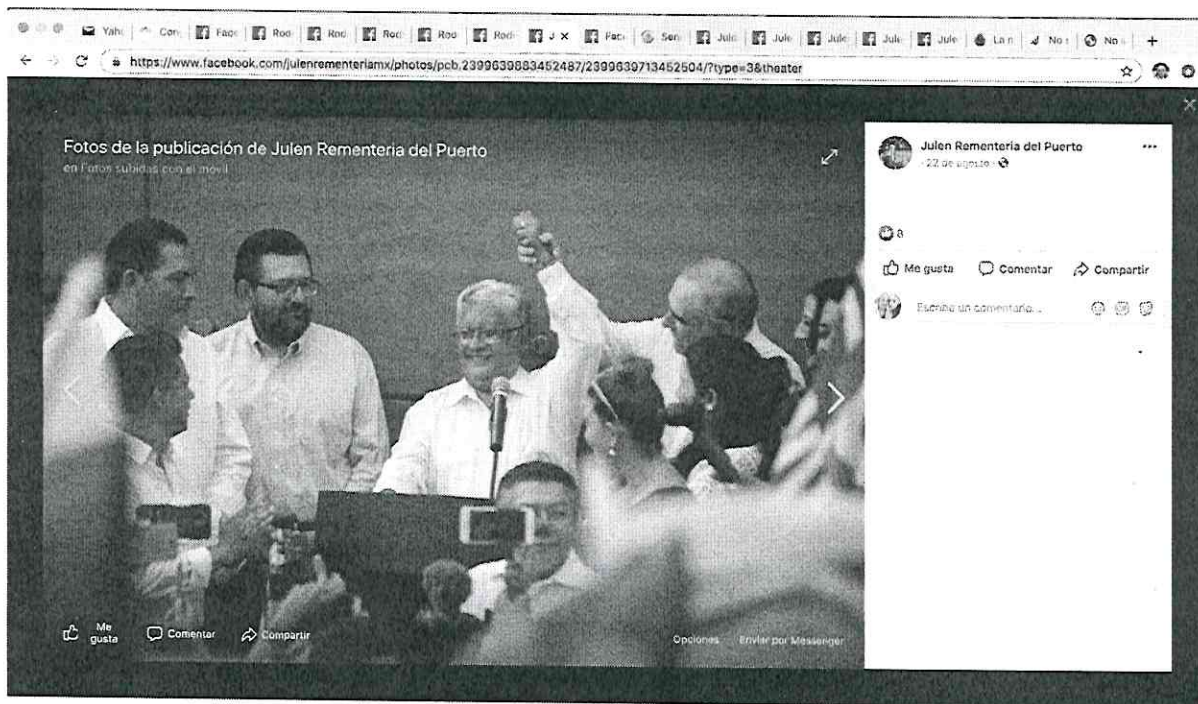 Yah
Con
Face
Rod
Rod
Rod
Rod
Rod
J
Fac
Sen
Jule
Jule
Jule
Jule
Jule
La n
No
No
https://www.facebook.com/julenrementeriamx/photos/pcb.2399639883452487/2399639713452504/?type=3&theater
Fotos de la publicación de Julen Rementeria del Puerto
en Fotos subidas con el móvil
Julen Rementeria del Puerto
22 de agosto
8
Me gusta Comentar Compartir
Escribe un comentario...
Me gusta Comentar Compartir
Opciones Enviar por Messenger